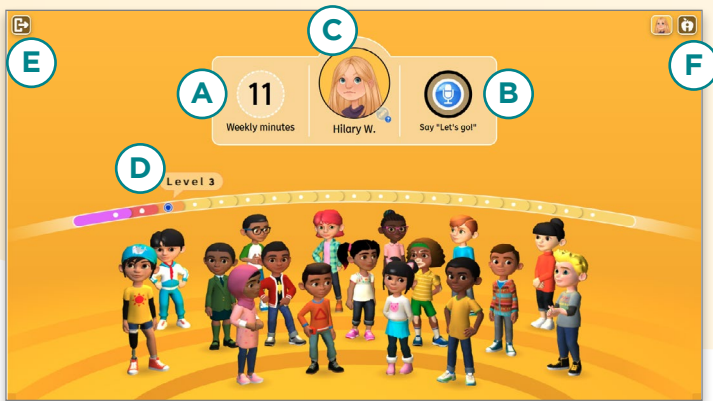 C
E
F
A
11
B
Weekly minutes
Hilary W.
Say "Let's go!"
D
Level 3